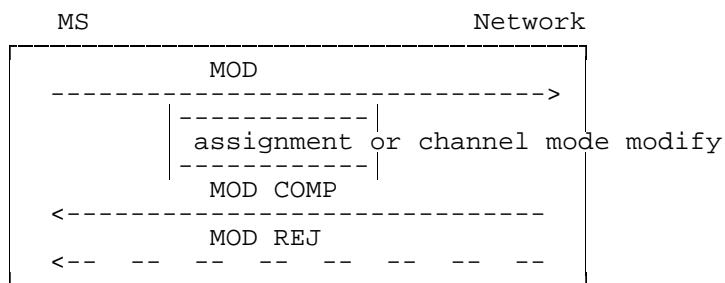 MS Network
MOD
assignment or channel mode modify
MOD COMP
MOD REJ